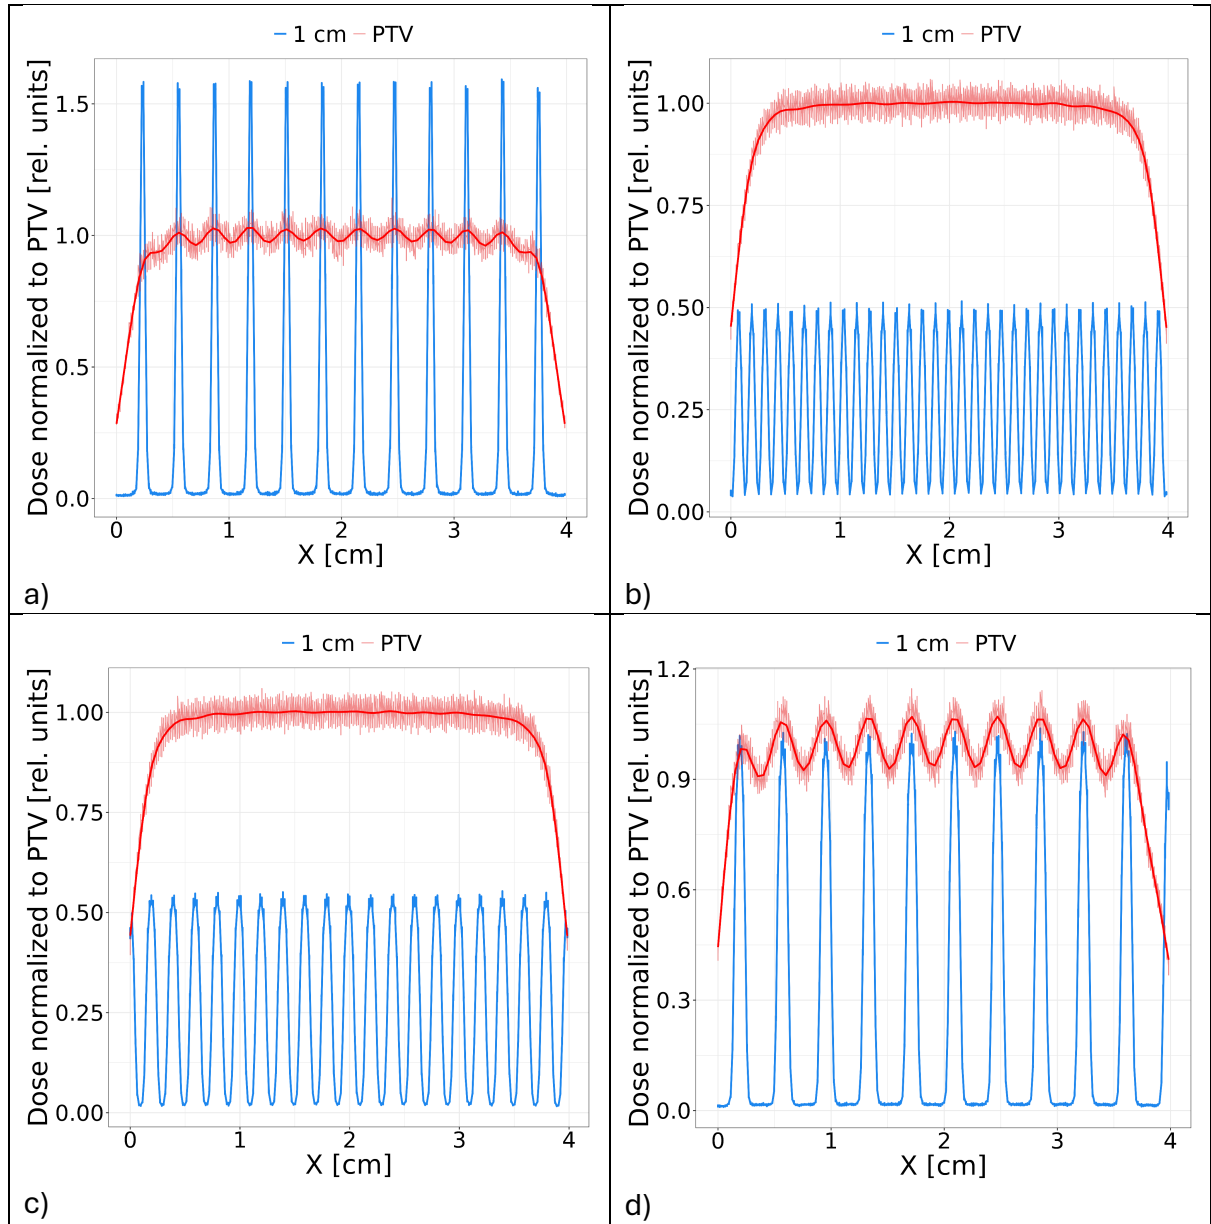 1 cm PTV
Dose normalized to PTV [rel. units]
1.5
1.0
0.5
0.0
0 1 2 3 4
X [cm]
a)
1 cm PTV
Dose normalized to PTV [rel. units]
1.00
0.75
0.50
0.25
0.00
0 1 2 3 4
X [cm]
b)
1 cm PTV
Dose normalized to PTV [rel. units]
1.00
0.75
0.50
0.25
0.00
0 1 2 3 4
X [cm]
c)
1 cm PTV
Dose normalized to PTV [rel. units]
1.2
0.9
0.6
0.3
0.0
0 1 2 3 4
X [cm]
d)